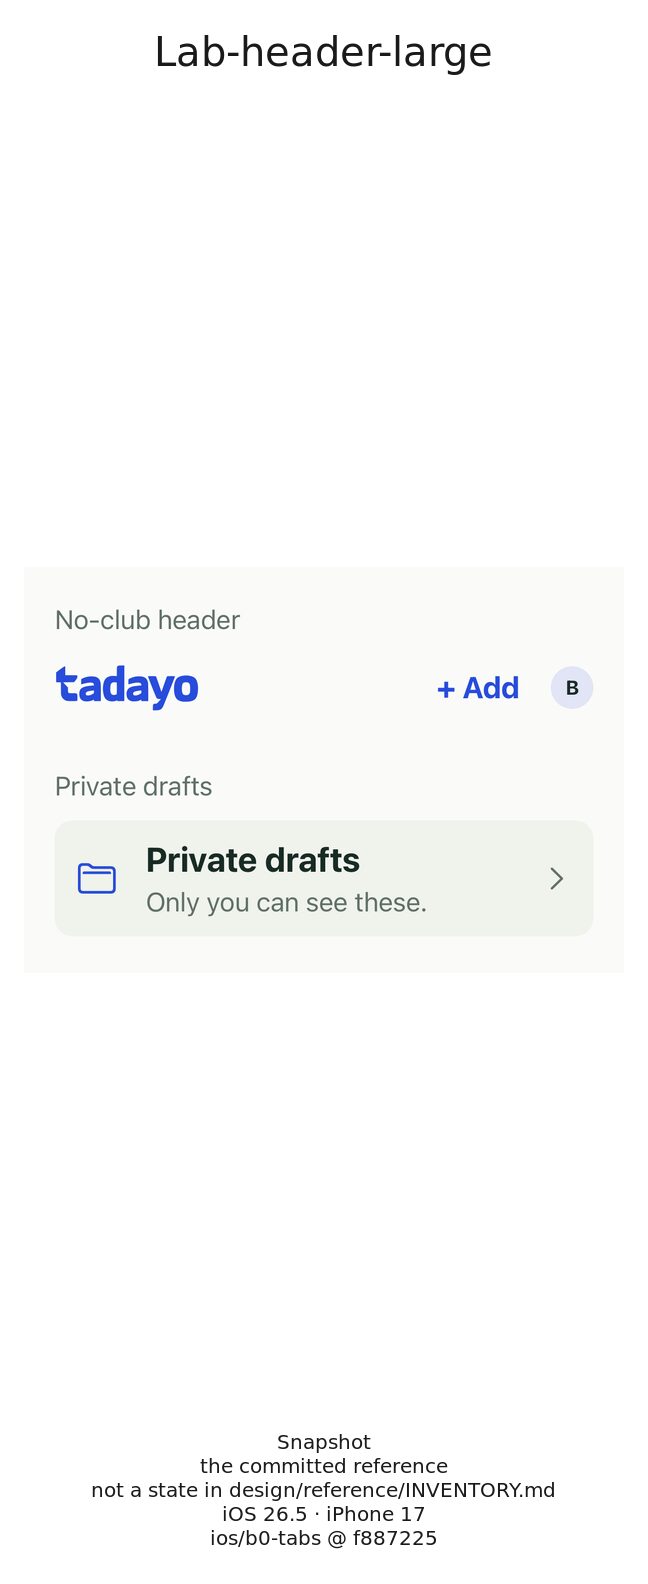 Lab-header-large
No-club header
tadayo
+ Add
B
Private drafts
Private drafts
Only you can see these.
Snapshot
the committed reference
not a state in design/reference/INVENTORY.md
iOS 26.5 · iPhone 17
ios/b0-tabs @ f887225